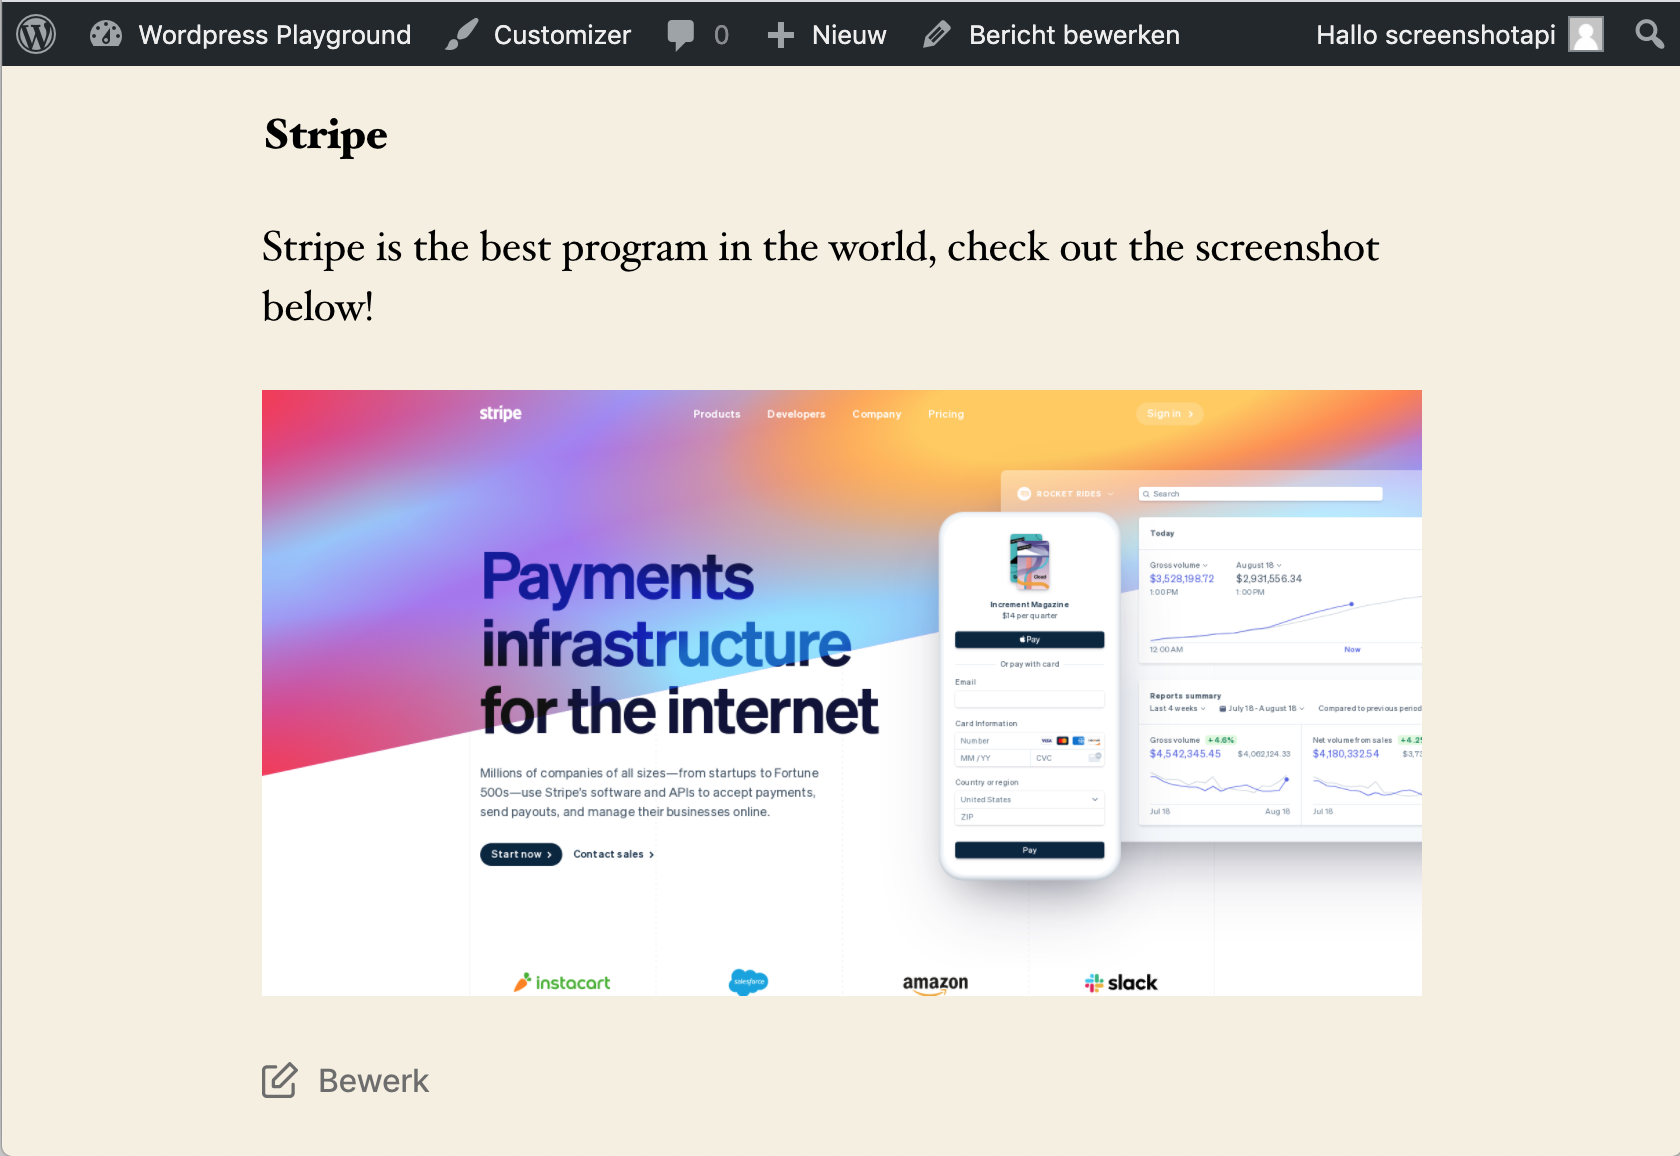 Wordpress Playground Customizer 0 Nieuw Bericht bewerken Hallo screenshotapi
Stripe
Stripe is the best program in the world, check out the screenshot
below!
stripe Products Developers Company Pricing Sign in
ROCKET RIDES Search
Payments
infrastructure
for the internet
Millions of companies of all sizes—from startups to Fortune
500s—use Stripe's software and APIs to accept payments,
send payouts, and manage their businesses online.
Start now Contact sales
Cloud
Increment Magazine
$14 per quarter
Pay
Or pay with card
Email
Card Information
Number VISA
MM / YY CVC
Country or region
United States
ZIP
Pay
Today
Gross volume August 18
$3,528,198.72 $2,931,556.34
1:00 PM 1:00 PM
12:00 AM Now
Reports summary
Last 4 weeks July 18 - August 18 Compared to previous period
Gross volume +4.6% Net volume from sales +4.2
$4,542,345.45 $4,062,124.33 $4,180,332.54 $3,73
Jul 18 Aug 18 Jul 18
instacart salesforce amazon slack
Bewerk